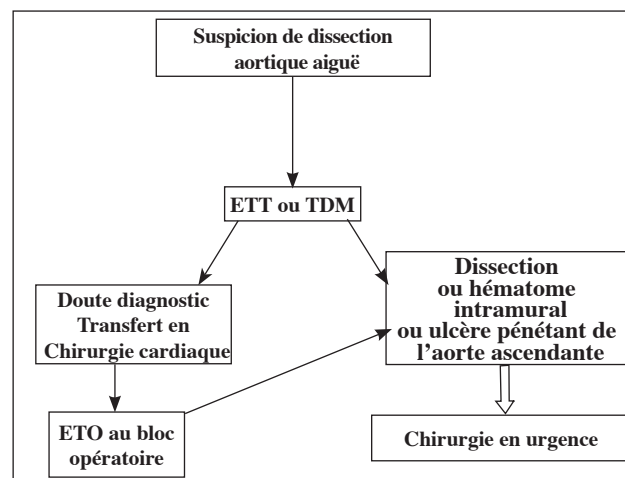 Suspicion de dissection
aortique aiguë
ETT ou TDM
Doute diagnostic
Transfert en
Chirurgie cardiaque
Dissection
ou hématome
intramural
ou ulcère pénétant de
l'aorte ascendante
ETO au bloc
opératoire
Chirurgie en urgence